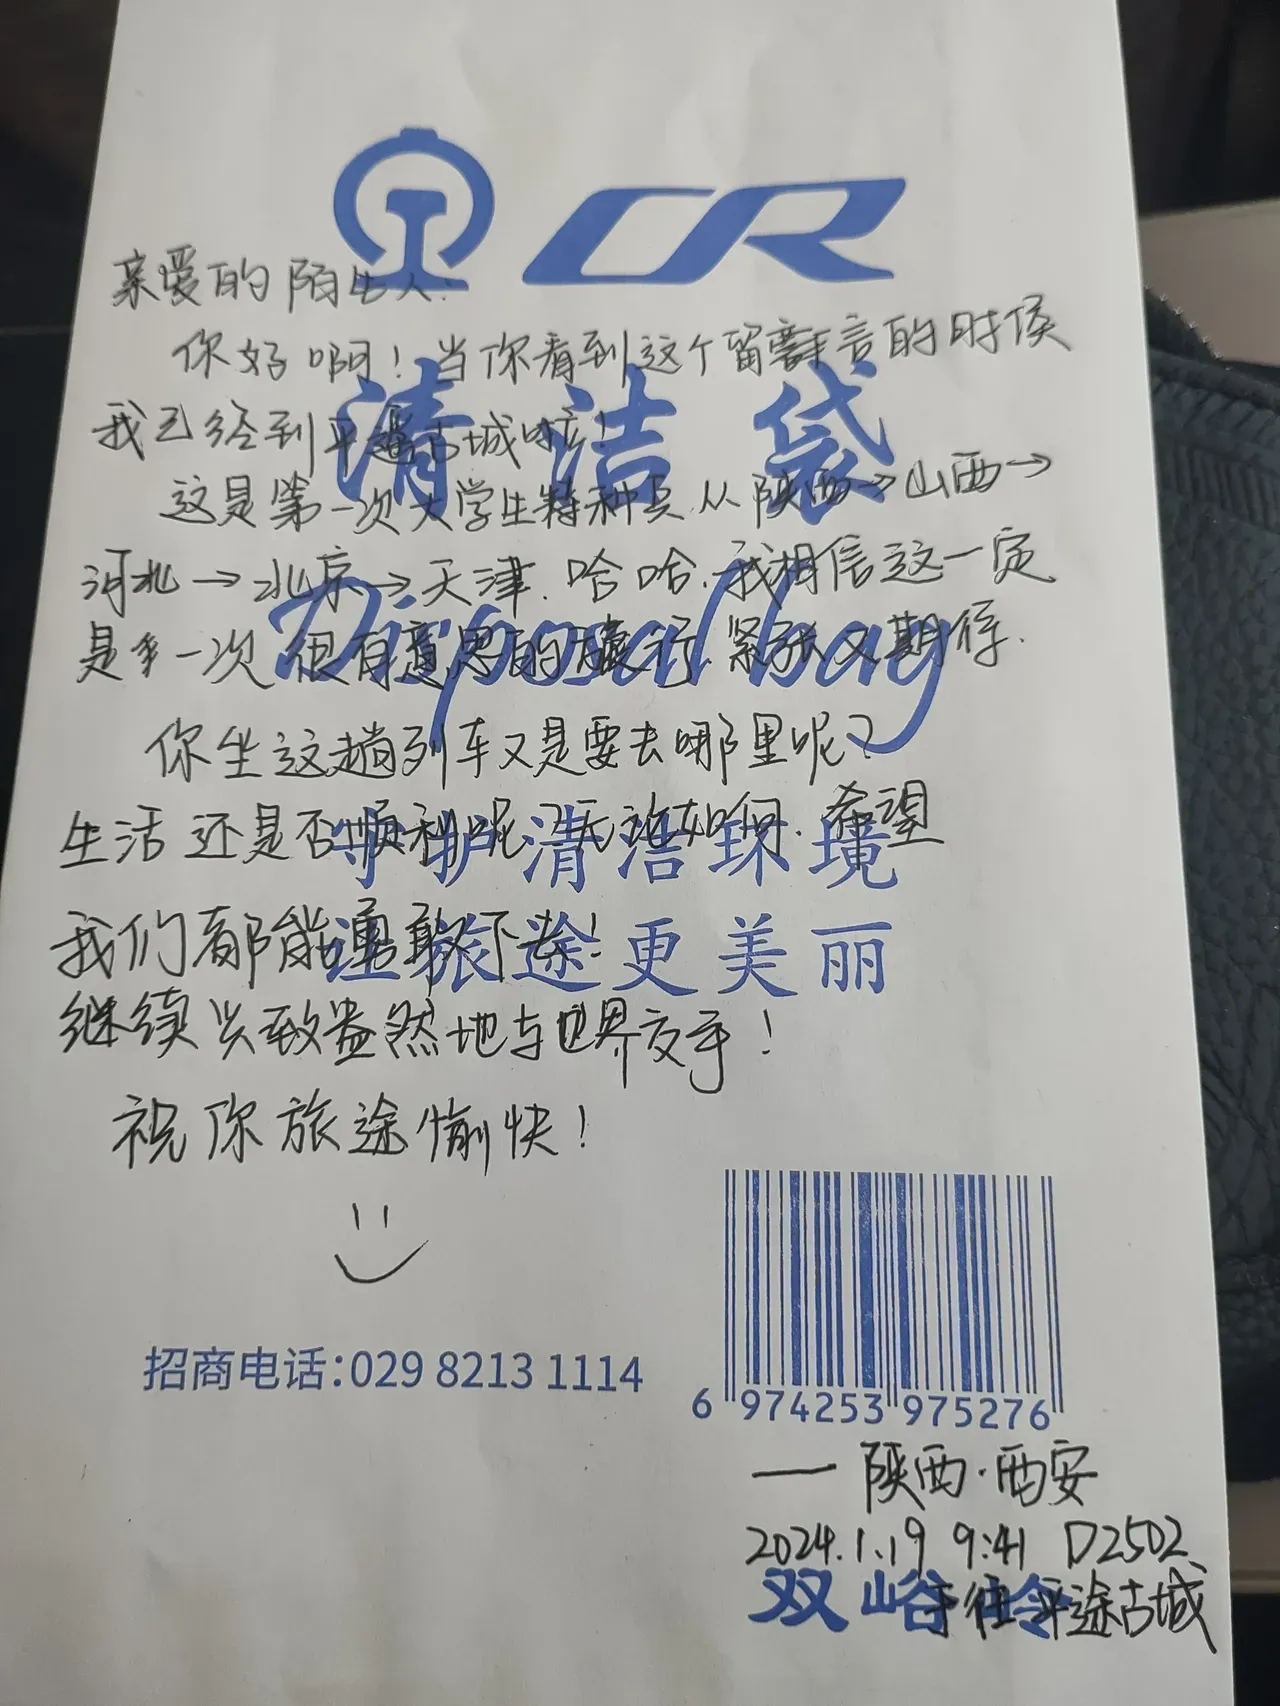 CR
亲爱的陌生人:
你好啊!当你看到这个留言的时候
清洁袋
我已经到平遥古城啦!
这是第一次大学生特种兵,从陕西→山西→
河北→北京→天津.哈哈.我相信这一定
Disposal bag
是一次很有意思的旅行,紧张又期待.
你坐这趟列车又是要去哪里呢?
生活还是否顺利呢?无论如何,希望
守护清洁环境
我们都能勇敢下去!
让旅途更美丽
继续兴致盎然地与世界交手!
祝你旅途愉快!
招商电话:029 8213 1114
6 974253 975276
——陕西·西安
2024.1.19 9:41 D2502
双峪岭
于往平途古城